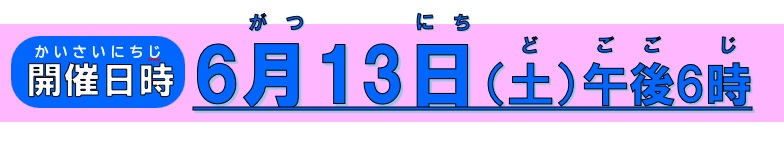 かいさいにちじ
開催日時
がつ にち ど ごご じ
6月13日（土）午後6時